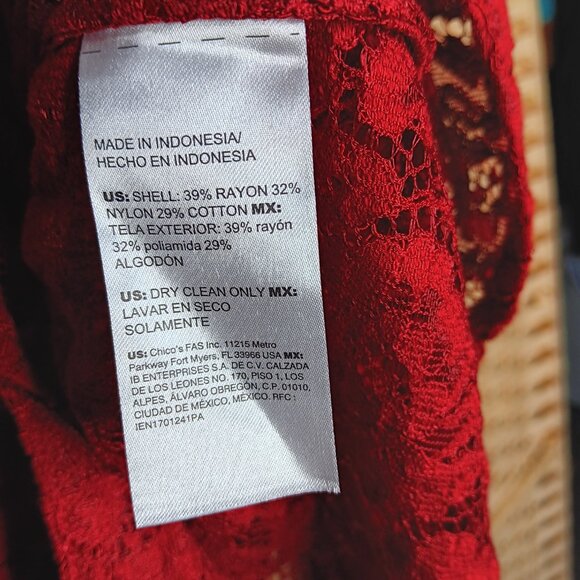 MADE IN INDONESIA/
HECHO EN INDONESIA
US: SHELL: 39% RAYON 32%
NYLON 29% COTTON MX:
TELA EXTERIOR: 39% rayón
32% poliamida 29%
ALGODÓN
US: DRY CLEAN ONLY MX:
LAVAR EN SECO
SOLAMENTE
US: Chico's FAS Inc. 11215 Metro
Parkway Fort Myers, FL 33966 USA MX:
IB ENTERPRISES S.A. DE C.V. CALZADA
DE LOS LEONES NO. 170, PISO 1, LOS
ALPES, ÁLVARO OBREGÓN, C.P. 01010,
CIUDAD DE MÉXICO, MÉXICO. RFC :
IEN1701241PA